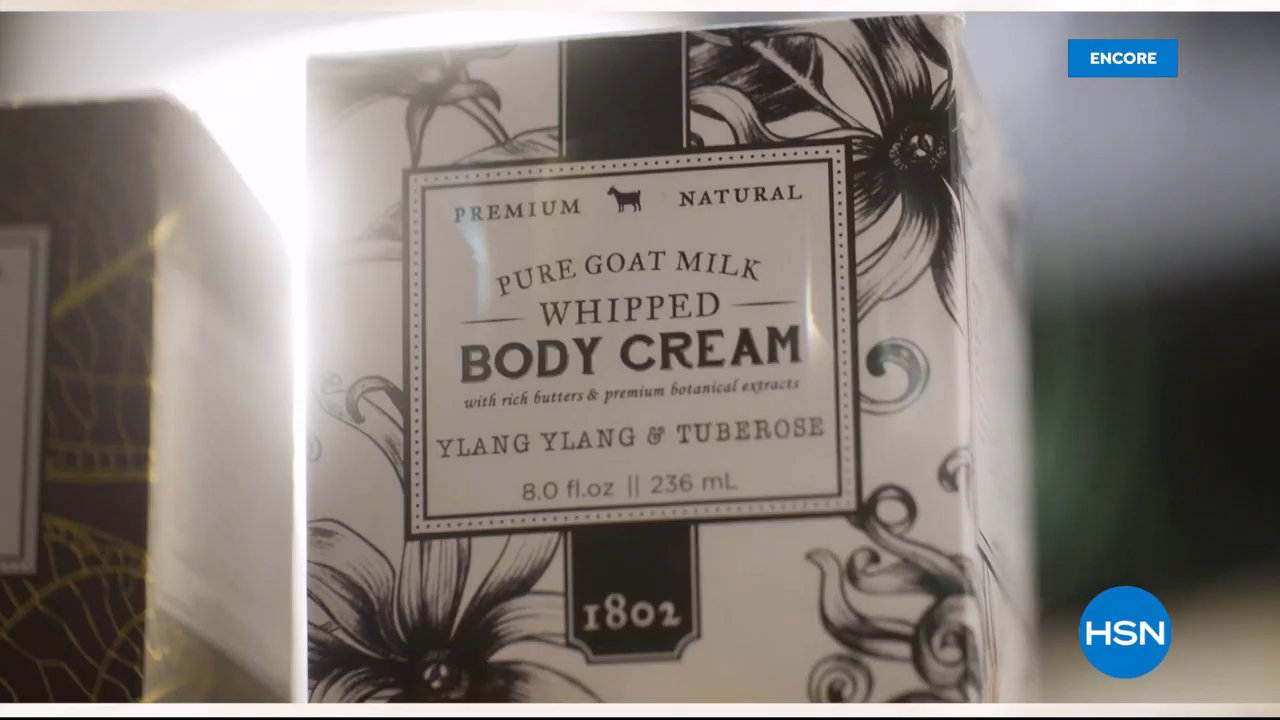 ENCORE
PREMIUM NATURAL
PURE GOAT MILK
WHIPPED
BODY CREAM
with rich butters & premium botanical extracts
YLANG YLANG & TUBEROSE
8.0 fl.oz || 236 mL
1802
HSN